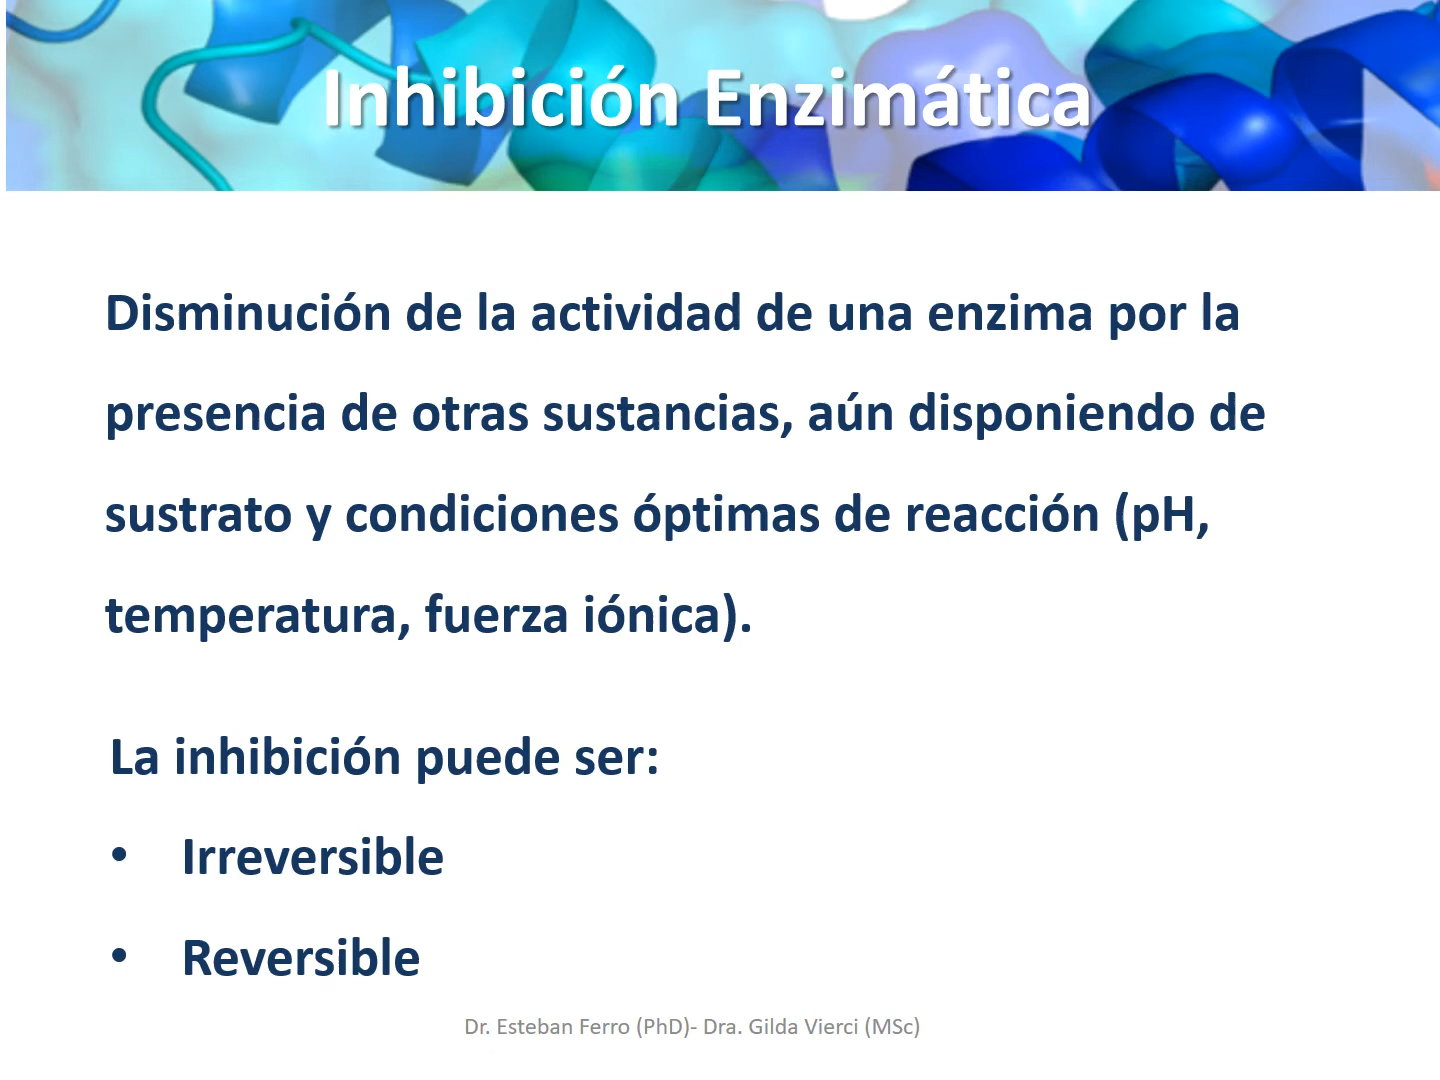 Inhibición Enzimática
Disminución de la actividad de una enzima por la
presencia de otras sustancias, aún disponiendo de
sustrato y condiciones óptimas de reacción (pH,
temperatura, fuerza iónica).
La inhibición puede ser:
• Irreversible
• Reversible
Dr. Esteban Ferro (PhD)- Dra. Gilda Vierci (MSc)